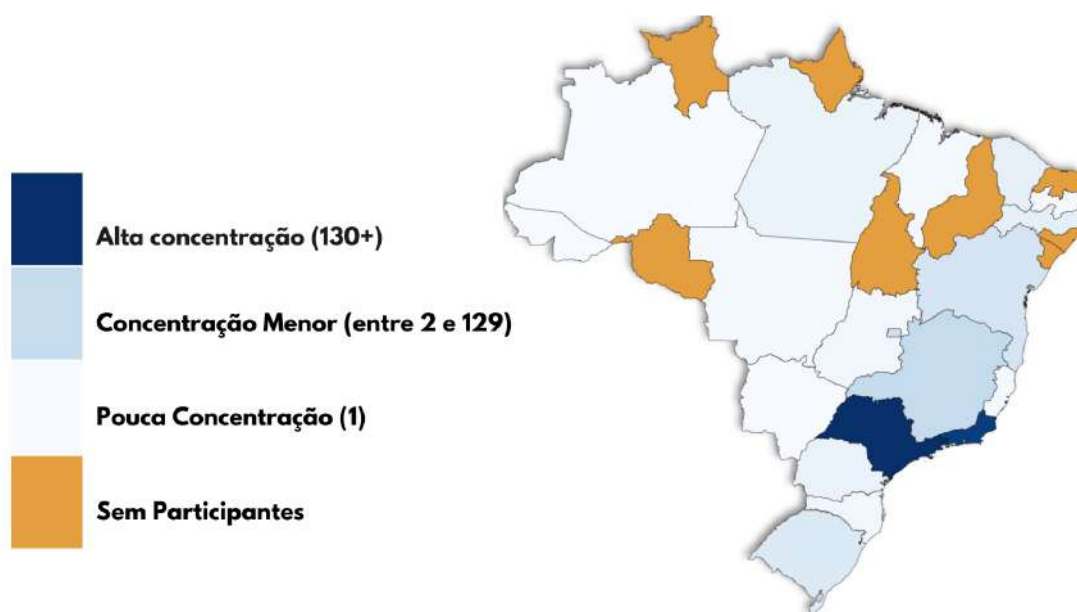 Alta concentração (130+)
Concentração Menor (entre 2 e 129)
Pouca Concentração (1)
Sem Participantes